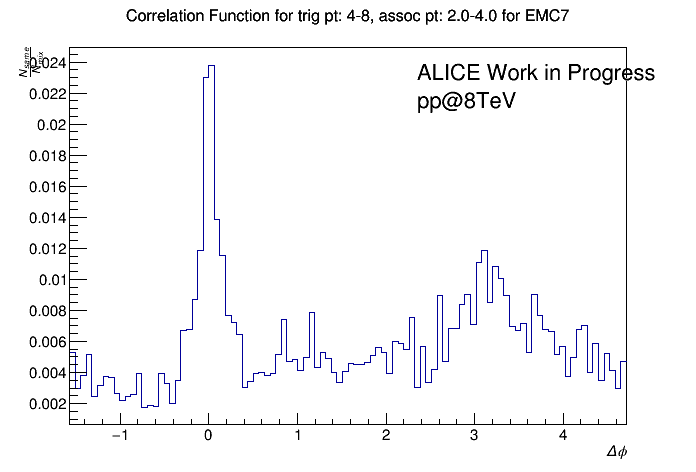 Correlation Function for trig pt: 4-8, assoc pt: 2.0-4.0 for EMC7
N_same
N_mix
ALICE Work in Progress
pp@8TeV
0.024
0.022
0.02
0.018
0.016
0.014
0.012
0.01
0.008
0.006
0.004
0.002
−1 0 1 2 3 4
Δϕ